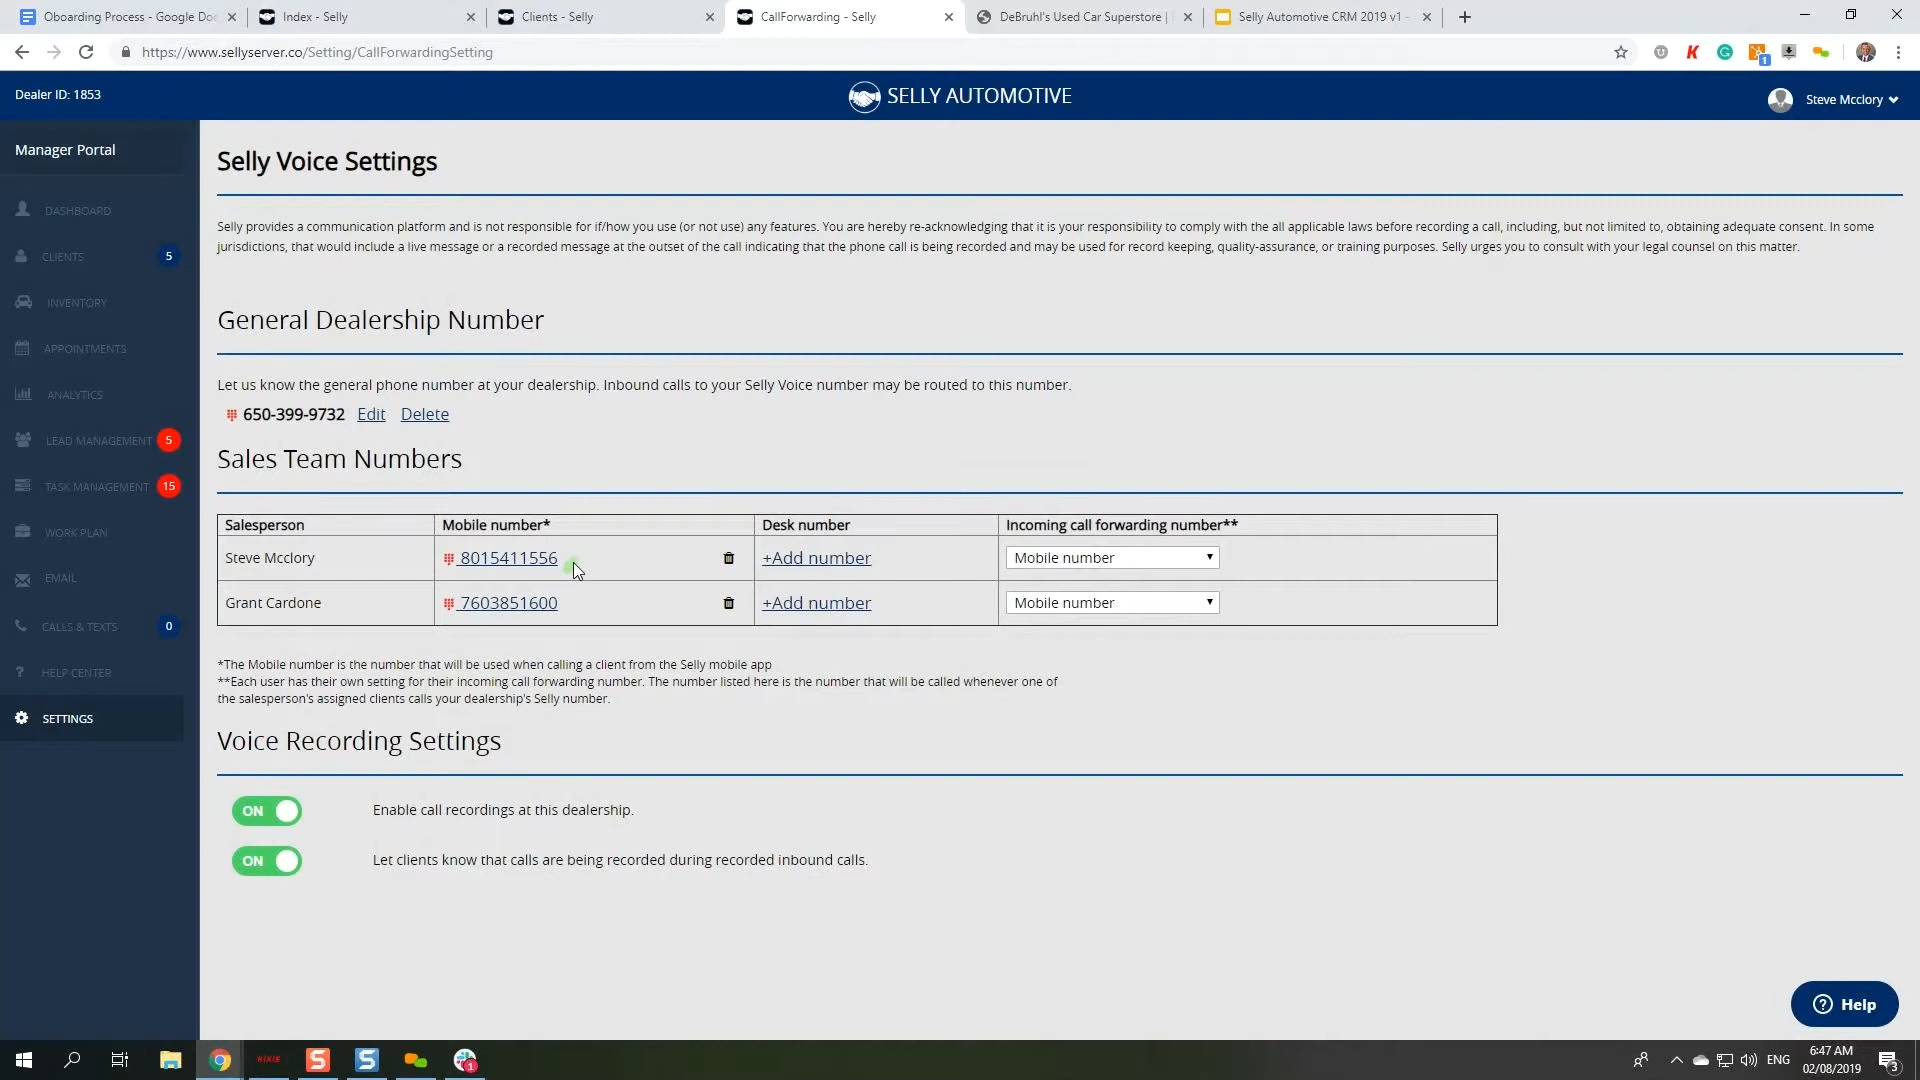 Oboarding Process - Google Do
Index - Selly
Clients - Selly
CallForwarding - Selly
DeBruhl's Used Car Superstore |
Selly Automotive CRM 2019 v1 -
https://www.sellyserver.co/Setting/CallForwardingSetting
1
Dealer ID: 1853
SELLY AUTOMOTIVE
Steve Mcclory
Manager Portal
DASHBOARD
CLIENTS 5
INVENTORY
APPOINTMENTS
ANALYTICS
LEAD MANAGEMENT 5
TASK MANAGEMENT 15
WORK PLAN
EMAIL
CALLS & TEXTS 0
HELP CENTER
SETTINGS
Selly Voice Settings
Selly provides a communication platform and is not responsible for if/how you use (or not use) any features. You are hereby re-acknowledging that it is your responsibility to comply with the all applicable laws before recording a call, including, but not limited to, obtaining adequate consent. In some
jurisdictions, that would include a live message or a recorded message at the outset of the call indicating that the phone call is being recorded and may be used for record keeping, quality-assurance, or training purposes. Selly urges you to consult with your legal counsel on this matter.
General Dealership Number
Let us know the general phone number at your dealership. Inbound calls to your Selly Voice number may be routed to this number.
650-399-9732 Edit Delete
Sales Team Numbers
Salesperson Mobile number* Desk number Incoming call forwarding number**
Steve Mcclory 8015411556 +Add number Mobile number
Grant Cardone 7603851600 +Add number Mobile number
*The Mobile number is the number that will be used when calling a client from the Selly mobile app
**Each user has their own setting for their incoming call forwarding number. The number listed here is the number that will be called whenever one of
the salesperson's assigned clients calls your dealership's Selly number.
Voice Recording Settings
ON Enable call recordings at this dealership.
ON Let clients know that calls are being recorded during recorded inbound calls.
Help
KIXIE
1
ENG
6:47 AM
02/08/2019
3